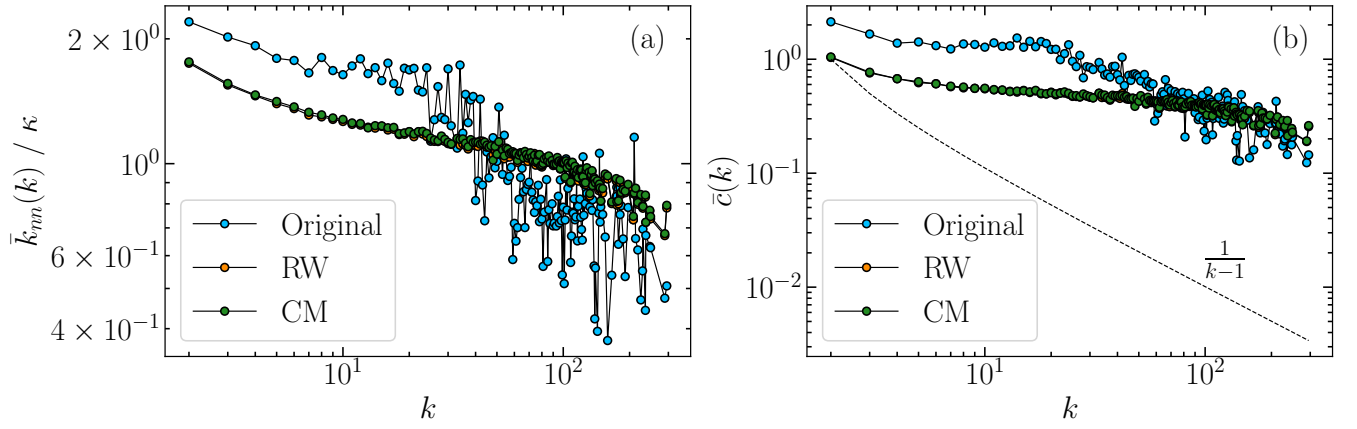 (a)
2 × 10⁰
10⁰
6 × 10⁻¹
4 × 10⁻¹
k̄ₙₙ(k) / κ
Original
RW
CM
10¹
10²
k
(b)
10⁰
10⁻¹
10⁻²
c̄(k)
1/(k−1)
Original
RW
CM
10¹
10²
k